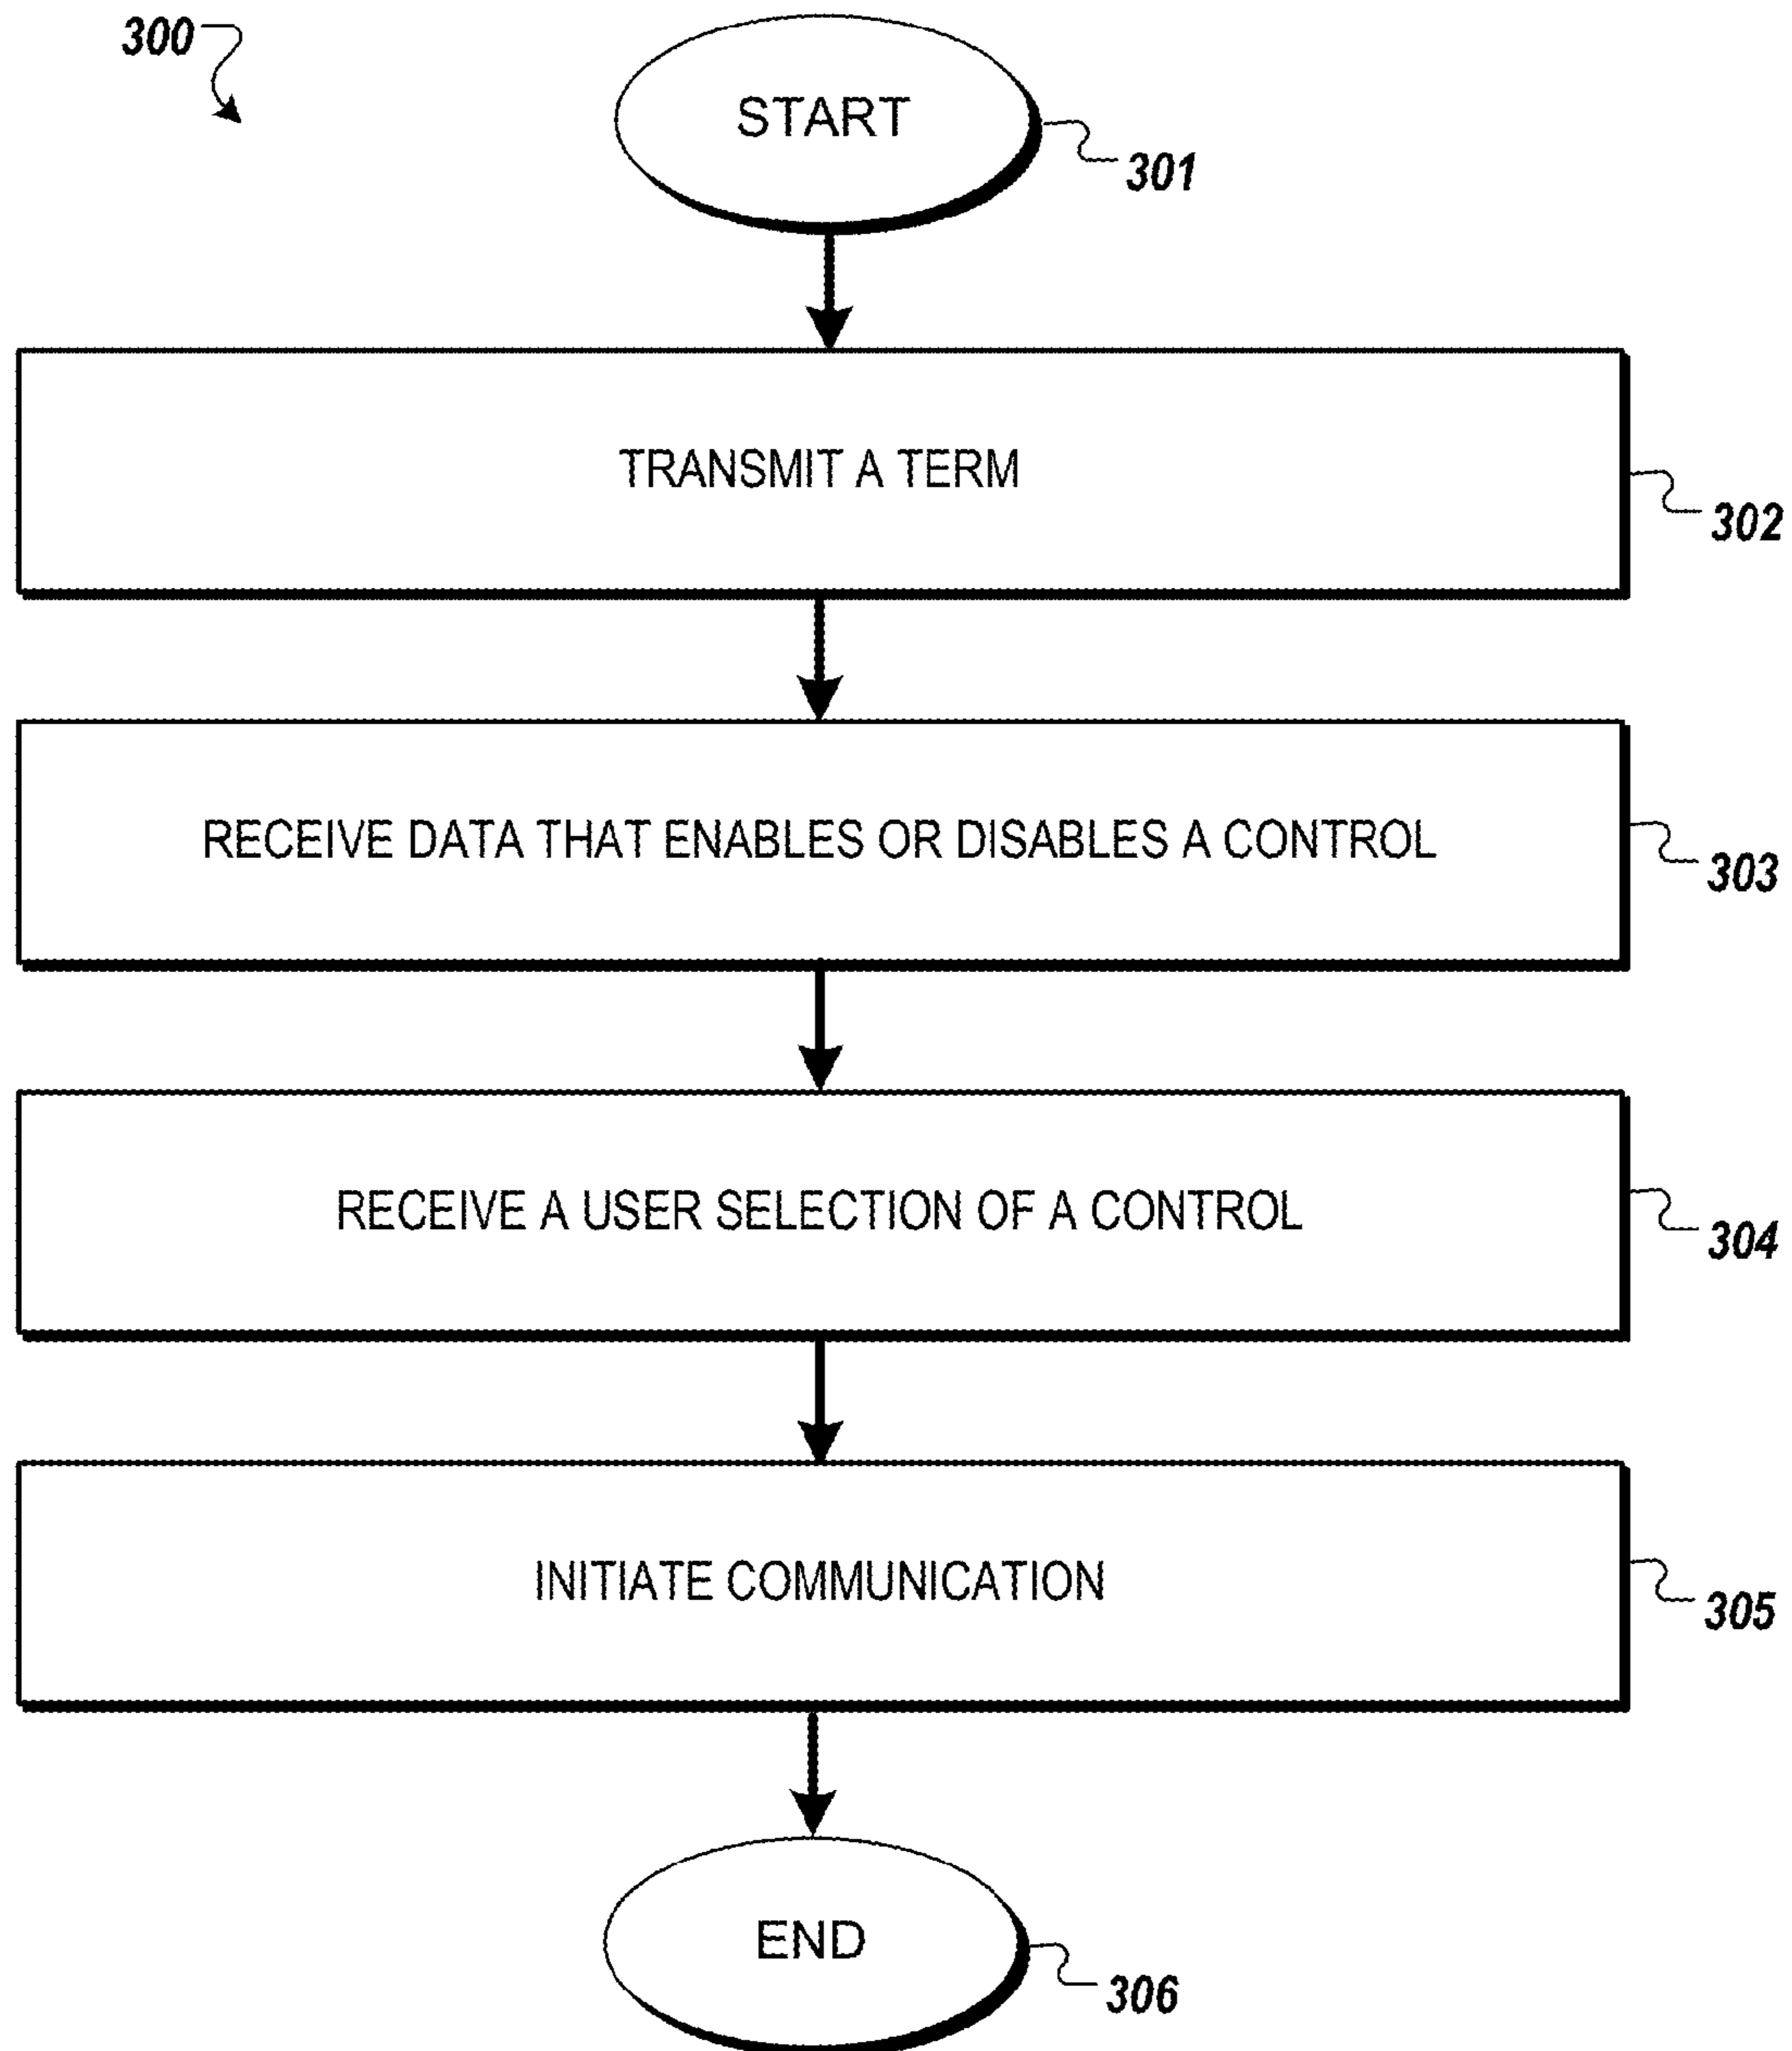 300
START
301
TRANSMIT A TERM
302
RECEIVE DATA THAT ENABLES OR DISABLES A CONTROL
303
RECEIVE A USER SELECTION OF A CONTROL
304
INITIATE COMMUNICATION
305
END
306